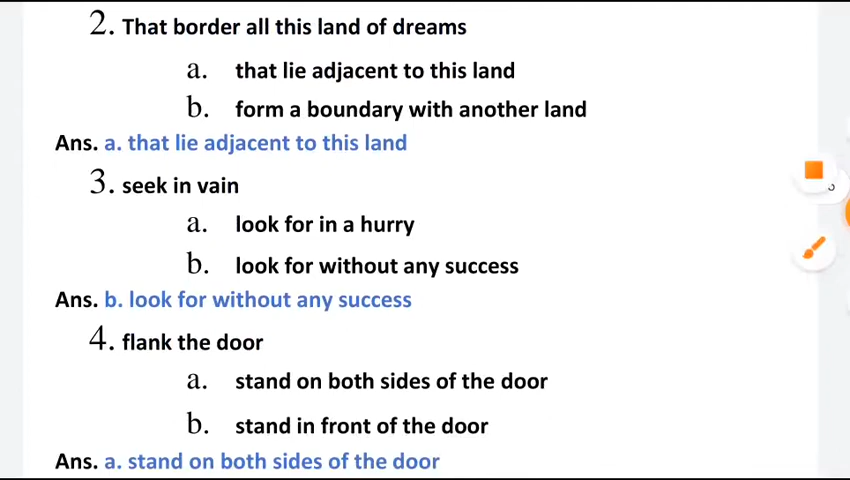 2. That border all this land of dreams
a. that lie adjacent to this land
b. form a boundary with another land
Ans. a. that lie adjacent to this land
3. seek in vain
a. look for in a hurry
b. look for without any success
Ans. b. look for without any success
4. flank the door
a. stand on both sides of the door
b. stand in front of the door
Ans. a. stand on both sides of the door